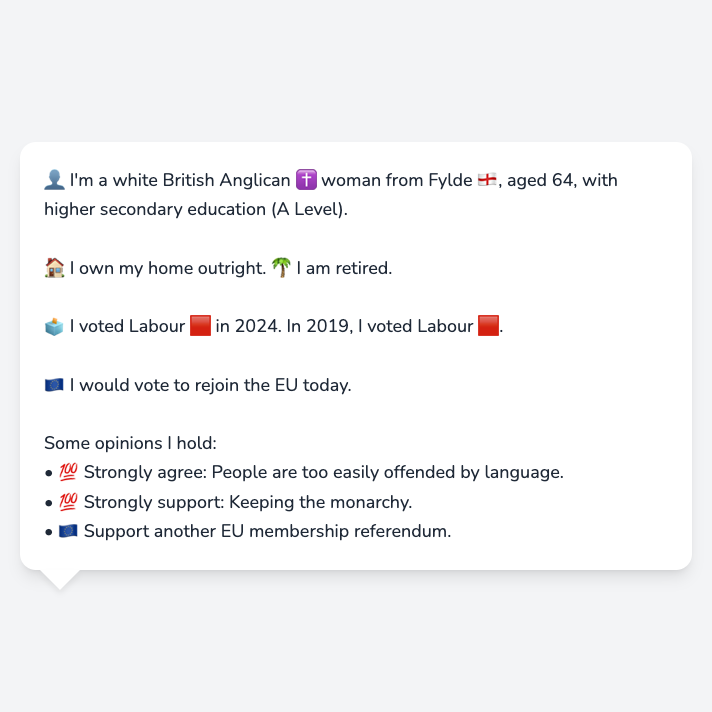 👤 I'm a white British Anglican ✝️ woman from Fylde 🏴󠁧󠁢󠁥󠁮󠁧󠁿, aged 64, with
higher secondary education (A Level).
🏠 I own my home outright. 🌴 I am retired.
🗳️ I voted Labour 🟥 in 2024. In 2019, I voted Labour 🟥.
🇪🇺 I would vote to rejoin the EU today.
Some opinions I hold:
• 💯 Strongly agree: People are too easily offended by language.
• 💯 Strongly support: Keeping the monarchy.
• 🇪🇺 Support another EU membership referendum.